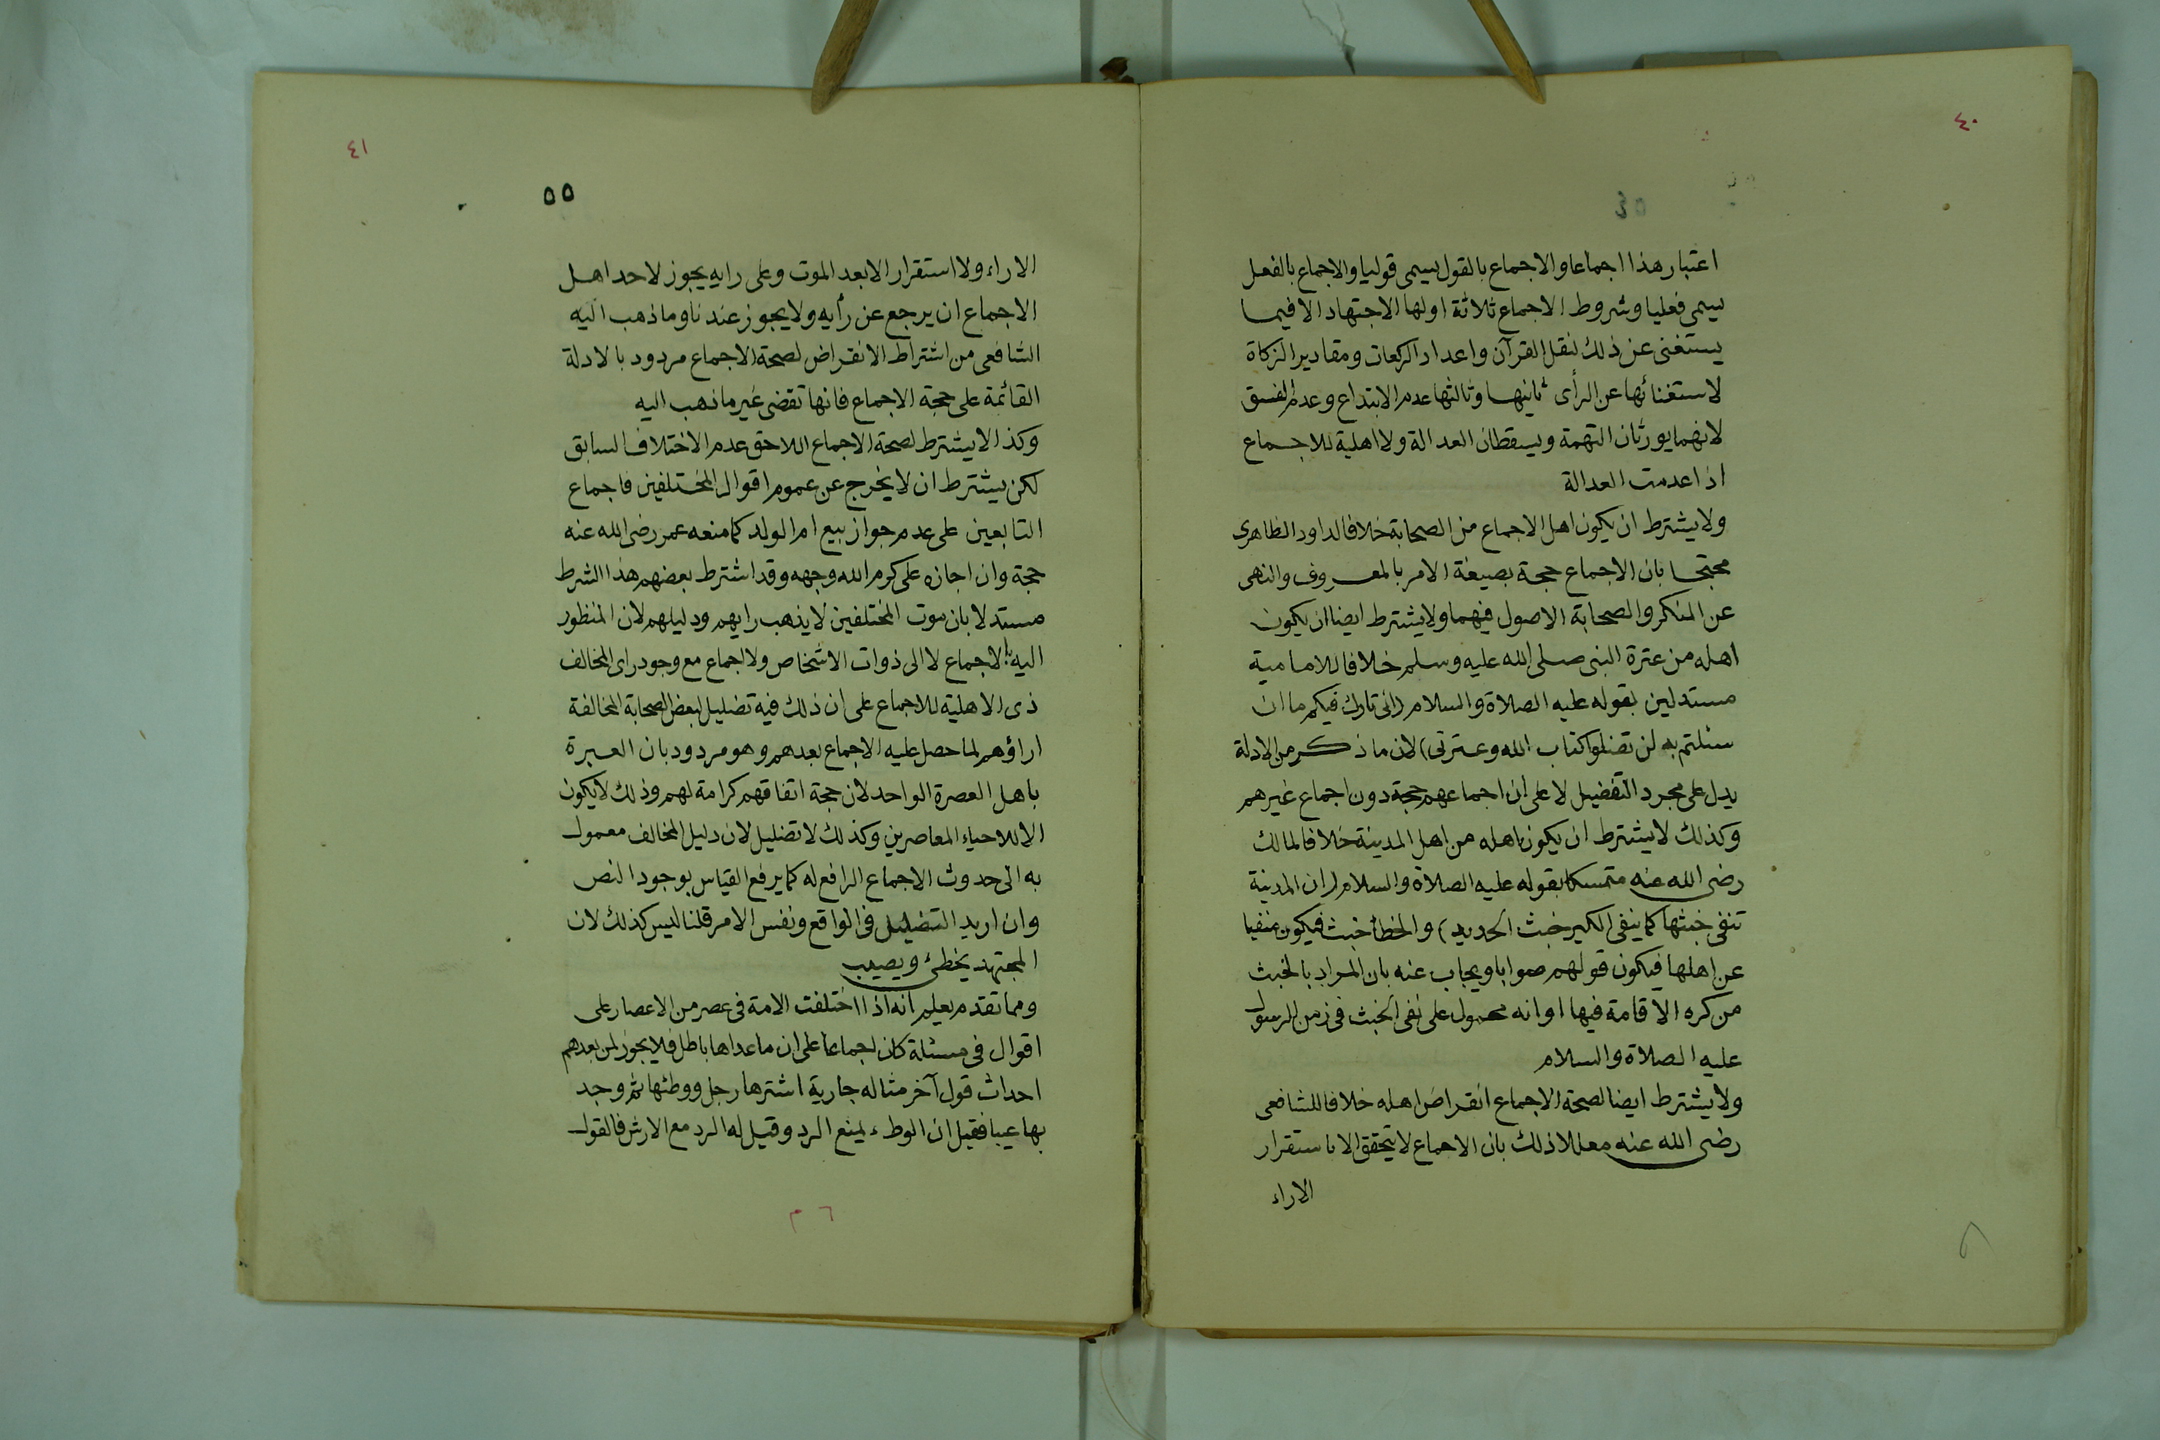 ٤٠
٥٤
اعتبار هذا اجماعا والاجماع بالقول يسمى قوليا والاجماع بالفعل
يسمى فعليا وشروط الاجماع ثلاثة اولها الاجتهاد الا فيما
يستغنى عن ذلك لنقل القرآن واعداد الركعات ومقادير الزكاة
لاستغنائها عن الرأى ثانيها وثالثها عدم الابتداع وعدم الفسق
لانهما يورثان التهمة ويسقطان العدالة ولا اهلية للاجماع
اذا عدمت العدالة
ولا يشترط ان يكون اهل الاجماع من الصحابة خلافا لداود الظاهرى
محتجا بان الاجماع حجة بصيغة الامر بالمعروف والنهى
عن المنكر والصحابة الاصول فيهما ولا يشترط ايضا ان يكون
اهله من عترة النبى صلى الله عليه وسلم خلافا للامامية
مستدلين بقوله عليه الصلاة والسلام (انى تارك فيكم ما ان
سئلتم به لن تضلوا كتاب الله وعترتى) لان ما ذكر من الادلة
يدل على مجرد التفضيل لا على ان اجماعهم حجة دون اجماع غيرهم
وكذلك لا يشترط ان يكون اهله من اهل المدينة خلافا لمالك
رضى الله عنه متمسكا بقوله عليه الصلاة والسلام (ان المدينة
تنفى خبثها كما ينفى الكير خبث الحديد) والخطأ خبث فيكون منفيا
عن اهلها فيكون قولهم صوابا ويجاب عنه بان المراد بالخبث
من كره الاقامة فيها او انه محمول على نفى الخبث فى زمن الرسول
عليه الصلاة والسلام
ولا يشترط ايضا لصحة الاجماع انقراض اهله خلافا للشافعى
رضى الله عنه معللا ذلك بان الاجماع لا يتحقق الا باستقرار
الاراء
٤١
٥٥
الاراء ولا استقرار الا بعد الموت وعلى رايه يجوز لاحد اهل
الاجماع ان يرجع عن رأيه ولا يجوز عندنا وما ذهب اليه
الشافعى من اشتراط الانقراض لصحة الاجماع مردود بالادلة
القائمة على حجة الاجماع فانها تقضى غير ما ذهب اليه
وكذا لا يشترط لصحة الاجماع اللاحق عدم الاختلاف السابق
لكن يشترط ان لا يخرج عن عموم اقوال المختلفين فاجماع
التابعين على عدم جواز بيع ام الولد كما منعه عمر رضى الله عنه
حجة وان اجازه على كرم الله وجهه وقد اشترط بعضهم هذا الشرط
مستدلا بان موت المختلفين لا يذهب رايهم ودليلهم لان المنظور
اليه بالاجماع لا الى ذوات الاشخاص ولا اجماع مع وجود راى المخالف
ذى الاهلية للاجماع على ان ذلك فيه تضليل لبعض الصحابة المخالفة
اراؤهم لما حصل عليه الاجماع بعدهم وهو مردود بان العبرة
باهل العصرة الواحد لان حجة اتفاقهم كرامة لهم وذلك لا يكون
الا للاحياء المعاصرين وكذلك لا تضليل لان دليل المخالف معمول
به الى حدوث الاجماع الرافع له كما يرفع القياس بوجود النص
وان اريد التضليل فى الواقع ونفس الامر قلنا ليس كذلك لان
المجتهد يخطئ ويصيب
ومما تقدم يعلم انه اذا اختلفت الامة فى عصر من الاعصار على
اقوال فى مسئلة كان اجماعا على ان ماعداها باطل فلا يجوز لمن بعدهم
احداث قول آخر مثاله جارية اشترها رجل ووطئها ثم وجد
بها عيبا فقيل ان الوطء يمنع الرد وقيل له الرد مع الارش فالقول
٦ م